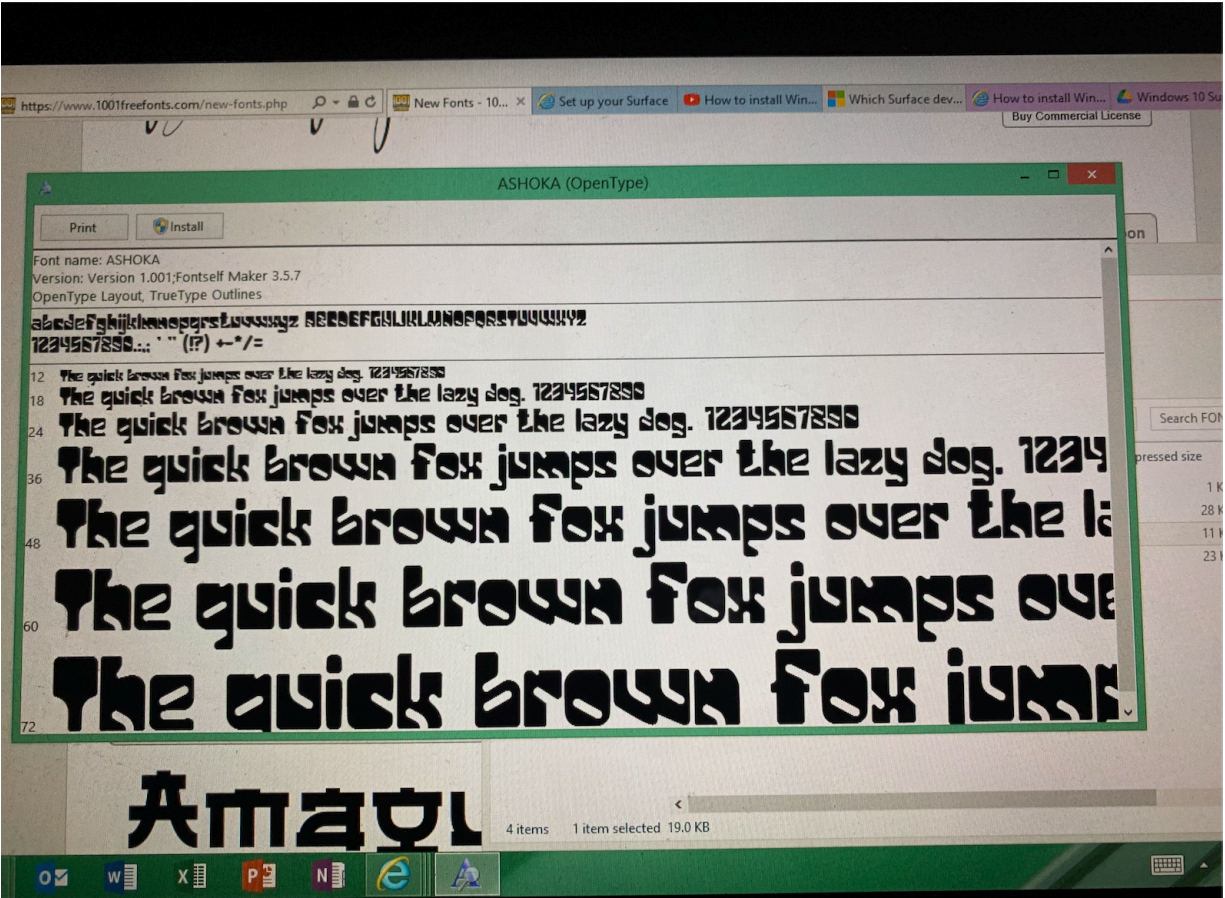 https://www.1001freefonts.com/new-fonts.php
New Fonts - 10...
Set up your Surface
How to install Win...
Which Surface dev...
How to install Win...
Windows 10 Su
Buy Commercial License
ASHOKA (OpenType)
Print
Install
on
Font name: ASHOKA
Version: Version 1.001;Fontself Maker 3.5.7
OpenType Layout, TrueType Outlines
abcdefghijklmnopqrstuvwxyz ABCDEFGHIJKLMNOPQRSTUVWXYZ
1234567890.:,; ' " (!?) +-*/=
12 The quick brown fox jumps over the lazy dog. 1234567890
18 The quick brown fox jumps over the lazy dog. 1234567890
24 The quick brown fox jumps over the lazy dog. 1234567890
36 The quick brown fox jumps over the lazy dog. 1234
48 The quick brown fox jumps over the la
60 The quick brown fox jumps ove
72 The quick brown fox jump
Search FON
pressed size
1 K
28 K
11 K
23 K
4 items
1 item selected 19.0 KB